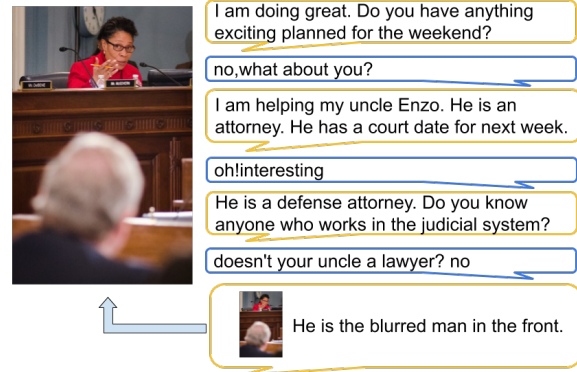 I am doing great. Do you have anything
exciting planned for the weekend?
no,what about you?
I am helping my uncle Enzo. He is an
attorney. He has a court date for next week.
oh!interesting
He is a defense attorney. Do you know
anyone who works in the judicial system?
doesn't your uncle a lawyer? no
He is the blurred man in the front.